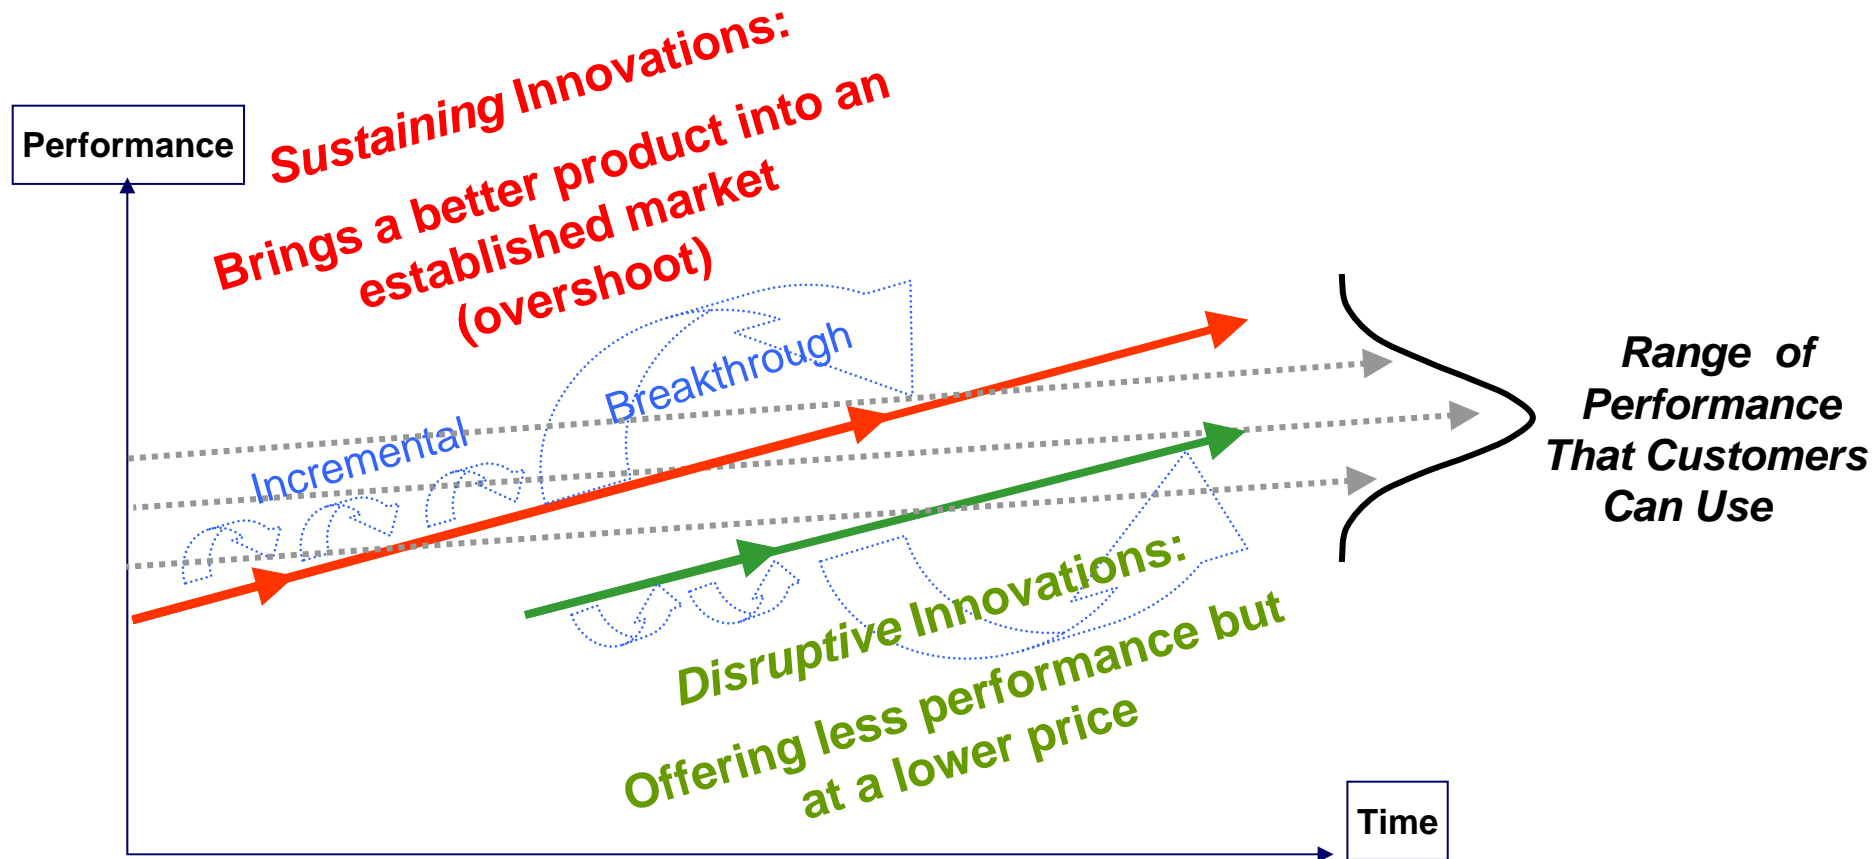 Sustaining Innovations:
Brings a better product into an
established market
(overshoot)
Performance
Incremental
Breakthrough
Range of
Performance
That Customers
Can Use
Disruptive Innovations:
Offering less performance but
at a lower price
Time